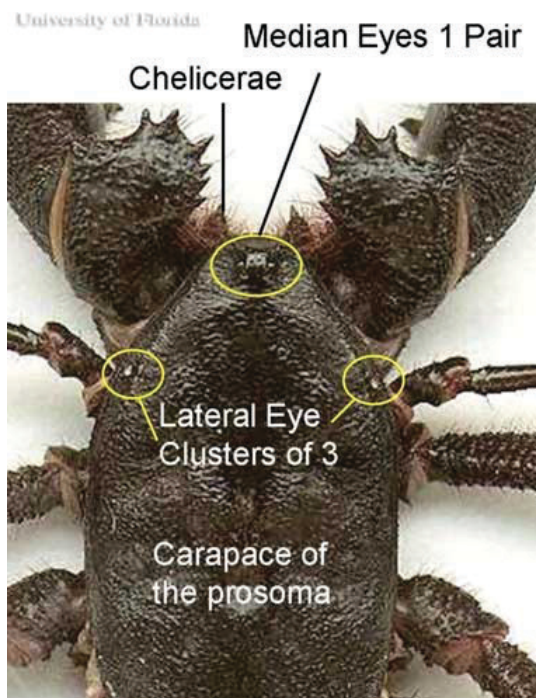 University of Florida
Median Eyes 1 Pair
Chelicerae
Lateral Eye
Clusters of 3
Carapace of
the prosoma